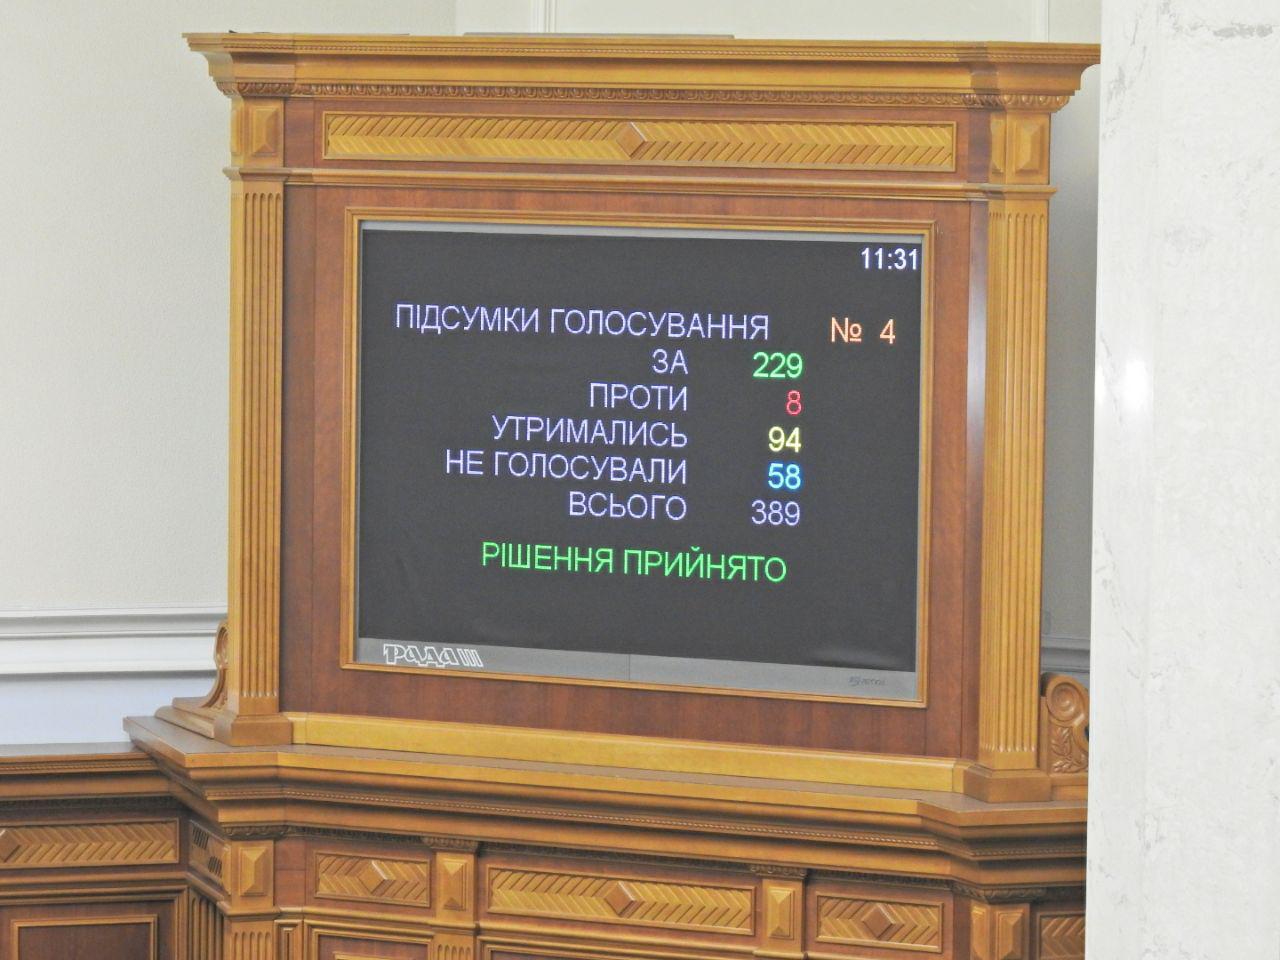 11:31
ПІДСУМКИ ГОЛОСУВАННЯ № 4
ЗА 229
ПРОТИ 8
УТРИМАЛИСЬ 94
НЕ ГОЛОСУВАЛИ 58
ВСЬОГО 389
РІШЕННЯ ПРИЙНЯТО
РАДА III